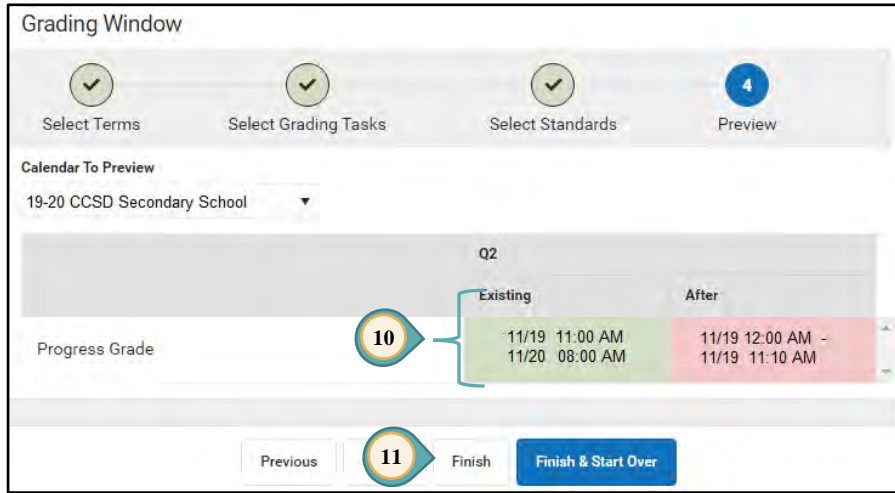 Grading Window
4
Select Terms Select Grading Tasks Select Standards Preview
Calendar To Preview
19-20 CCSD Secondary School
Q2
Existing After
10
Progress Grade
11/19 11:00 AM 11/19 12:00 AM -
11/20 08:00 AM 11/19 11:10 AM
Previous 11 Finish Finish & Start Over